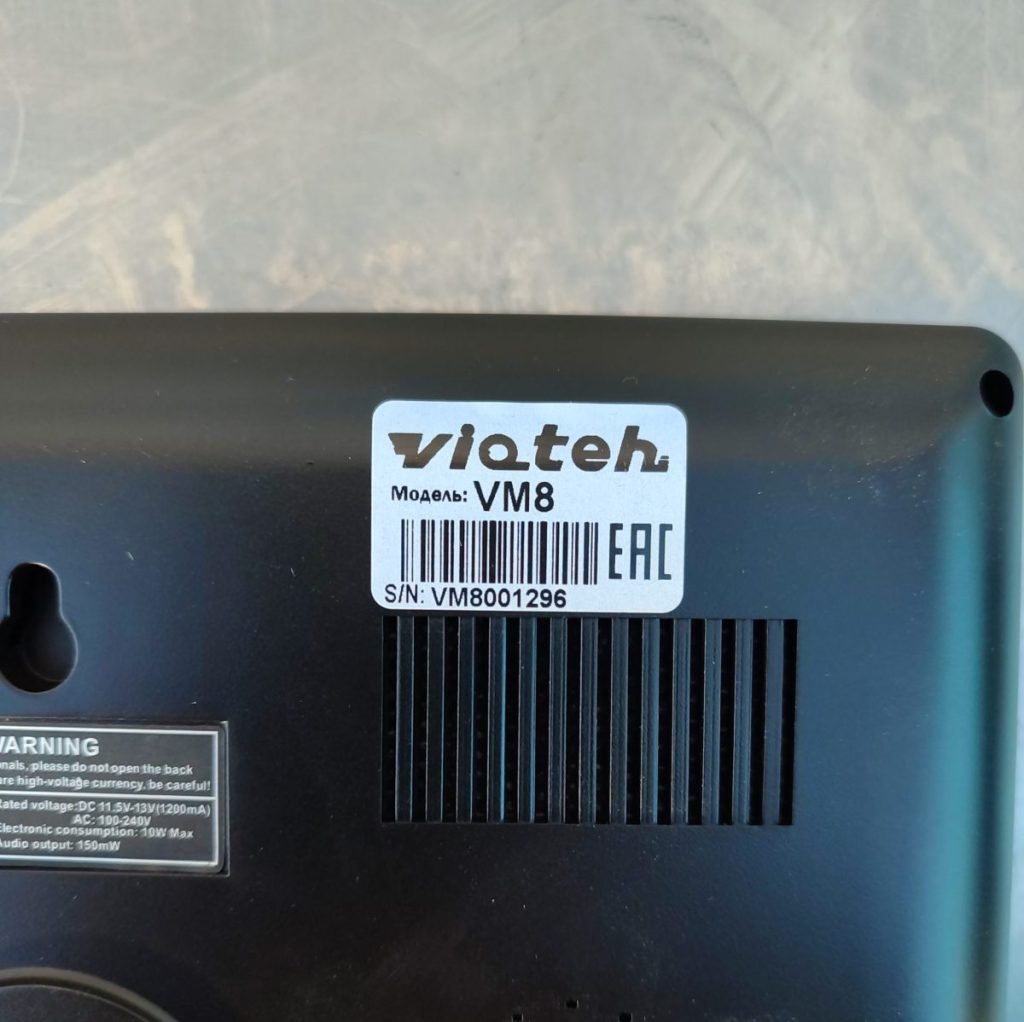 viateh
Модель: VM8
EAC
S/N: VM8001296
WARNING
please do not open the back
high-voltage currency, be careful!
Rated voltage:DC 11.5V-13V(1200mA)
AC: 100-240V
Electronic consumption: 10W Max
Audio output: 150mW